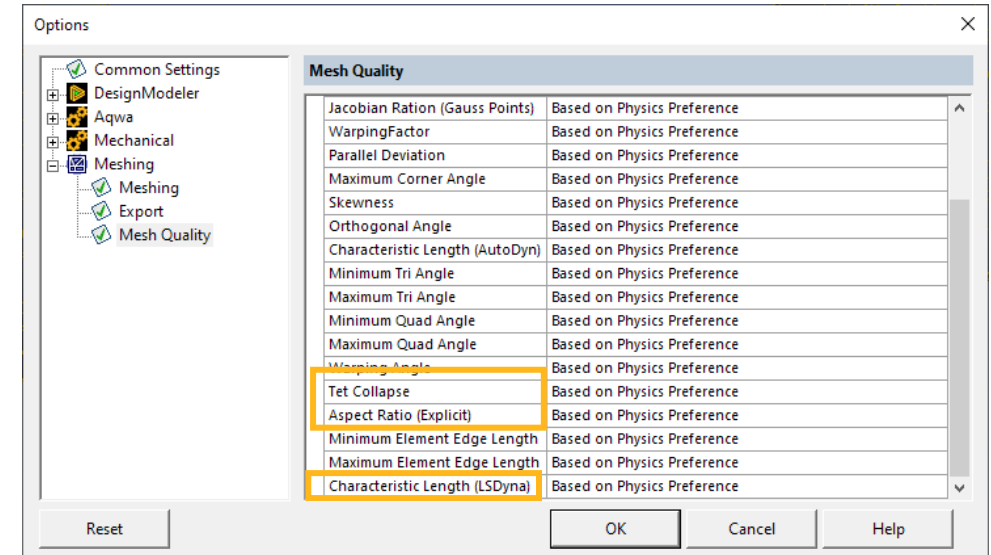 Options
Common Settings
DesignModeler
Aqwa
Mechanical
Meshing
Meshing
Export
Mesh Quality
Mesh Quality
Jacobian Ration (Gauss Points) Based on Physics Preference
WarpingFactor Based on Physics Preference
Parallel Deviation Based on Physics Preference
Maximum Corner Angle Based on Physics Preference
Skewness Based on Physics Preference
Orthogonal Angle Based on Physics Preference
Characteristic Length (AutoDyn) Based on Physics Preference
Minimum Tri Angle Based on Physics Preference
Maximum Tri Angle Based on Physics Preference
Minimum Quad Angle Based on Physics Preference
Maximum Quad Angle Based on Physics Preference
Warping Angle Based on Physics Preference
Tet Collapse Based on Physics Preference
Aspect Ratio (Explicit) Based on Physics Preference
Minimum Element Edge Length Based on Physics Preference
Maximum Element Edge Length Based on Physics Preference
Characteristic Length (LSDyna) Based on Physics Preference
Reset OK Cancel Help